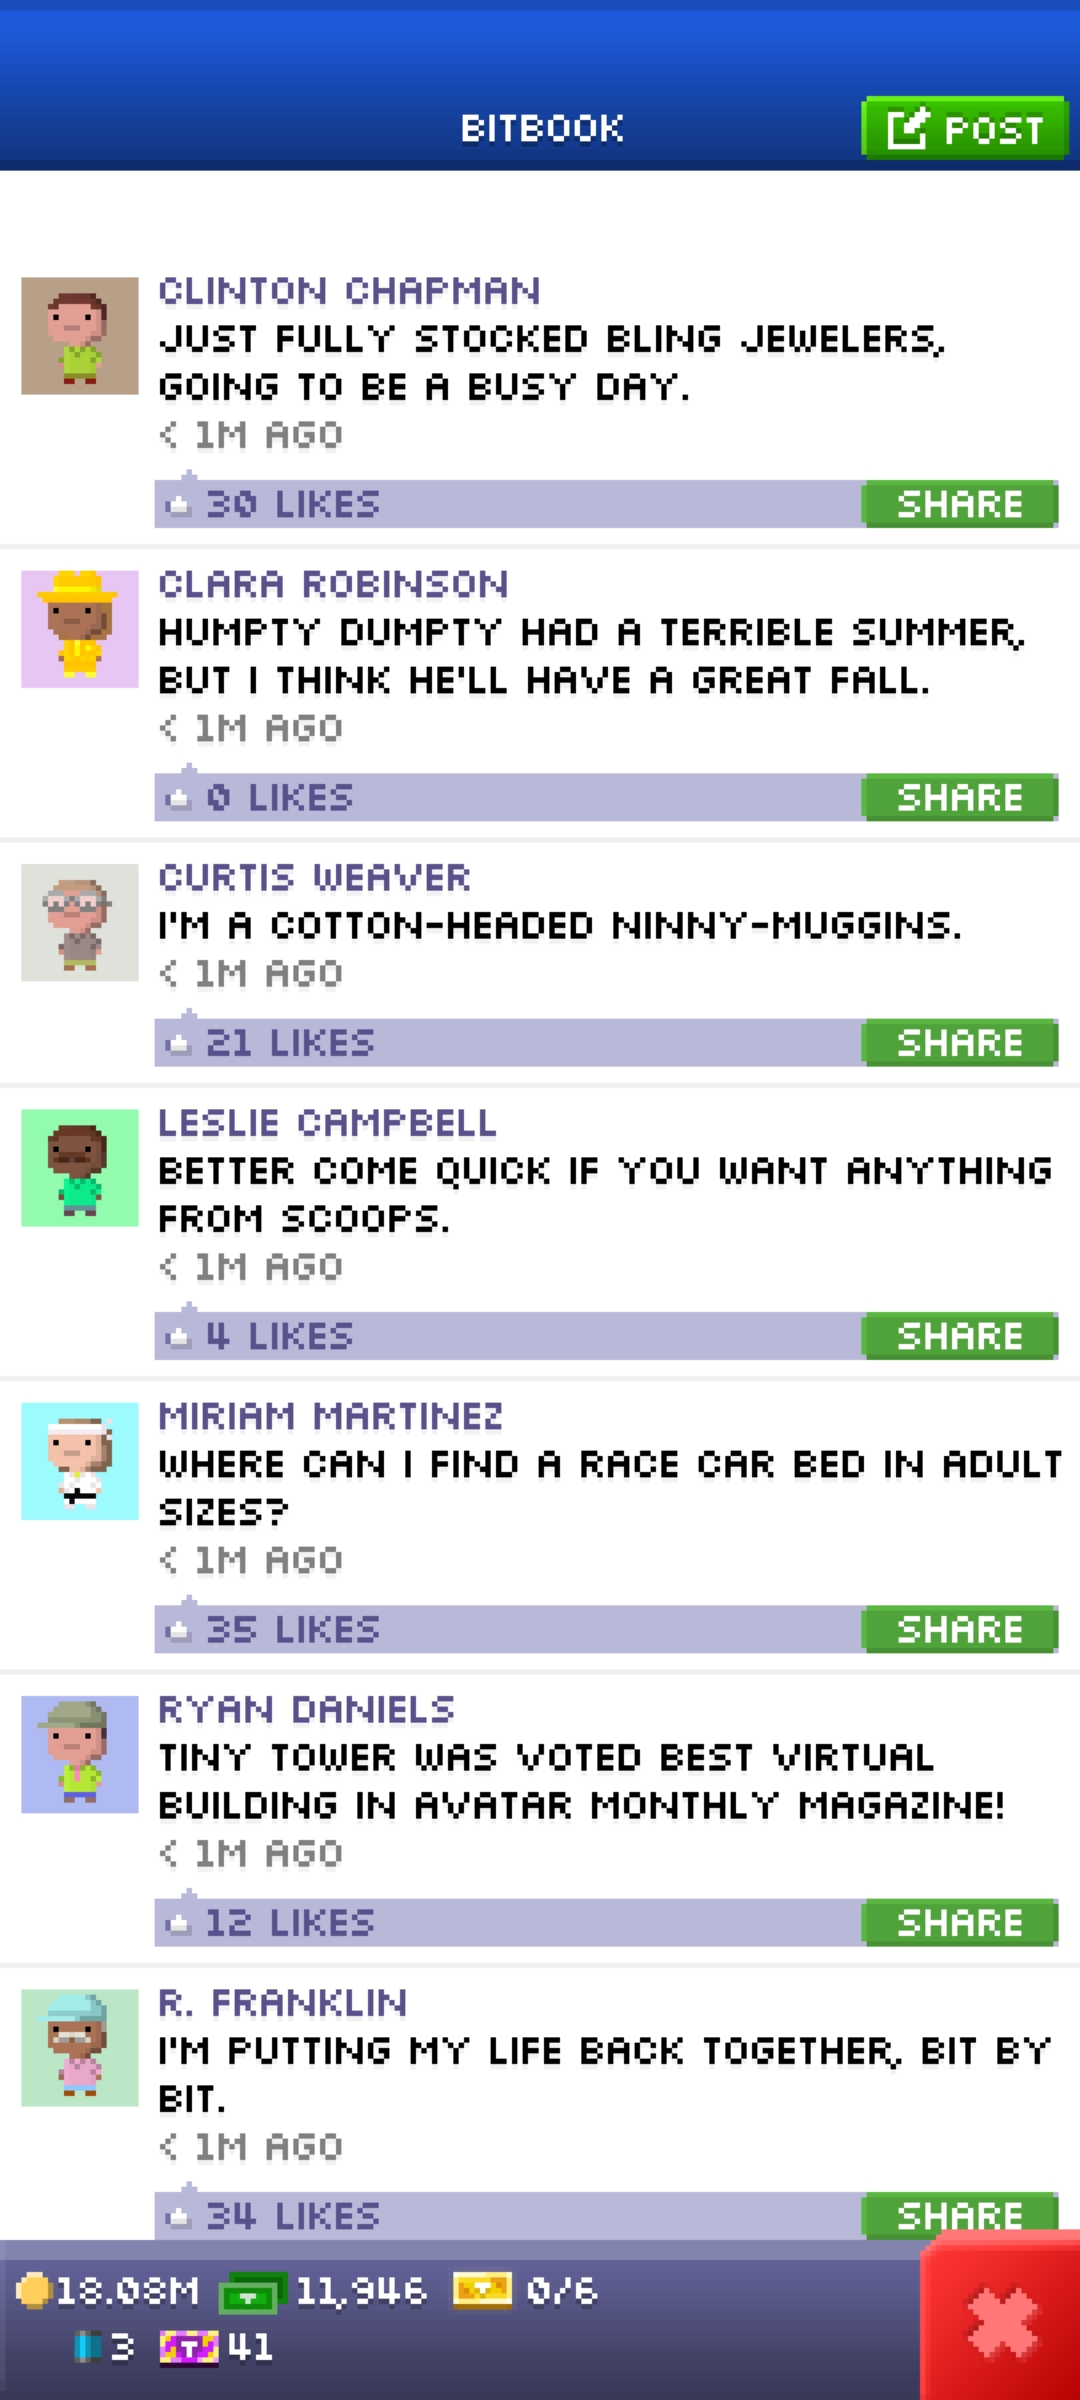 BITBOOK
POST
CLINTON CHAPMAN
JUST FULLY STOCKED BLING JEWELERS,
GOING TO BE A BUSY DAY.
< 1M AGO
30 LIKES
SHARE
CLARA ROBINSON
HUMPTY DUMPTY HAD A TERRIBLE SUMMER,
BUT I THINK HE'LL HAVE A GREAT FALL.
< 1M AGO
0 LIKES
SHARE
CURTIS WEAVER
I'M A COTTON-HEADED NINNY-MUGGINS.
< 1M AGO
21 LIKES
SHARE
LESLIE CAMPBELL
BETTER COME QUICK IF YOU WANT ANYTHING
FROM SCOOPS.
< 1M AGO
4 LIKES
SHARE
MIRIAM MARTINEZ
WHERE CAN I FIND A RACE CAR BED IN ADULT
SIZES?
< 1M AGO
35 LIKES
SHARE
RYAN DANIELS
TINY TOWER WAS VOTED BEST VIRTUAL
BUILDING IN AVATAR MONTHLY MAGAZINE!
< 1M AGO
12 LIKES
SHARE
R. FRANKLIN
I'M PUTTING MY LIFE BACK TOGETHER, BIT BY
BIT.
< 1M AGO
34 LIKES
SHARE
18.08M 11,946 0/6
3 T 41